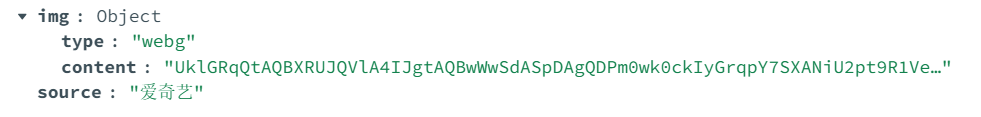 ▼ img : Object
type : "webg"
content : "UklGRqQtAQBXRUJQVlA4IJgtAQBwWwSdASpDAgQDPm0wk0ckIyGrqpY7SXANiU2pt9R1Ve…"
source : "爱奇艺"